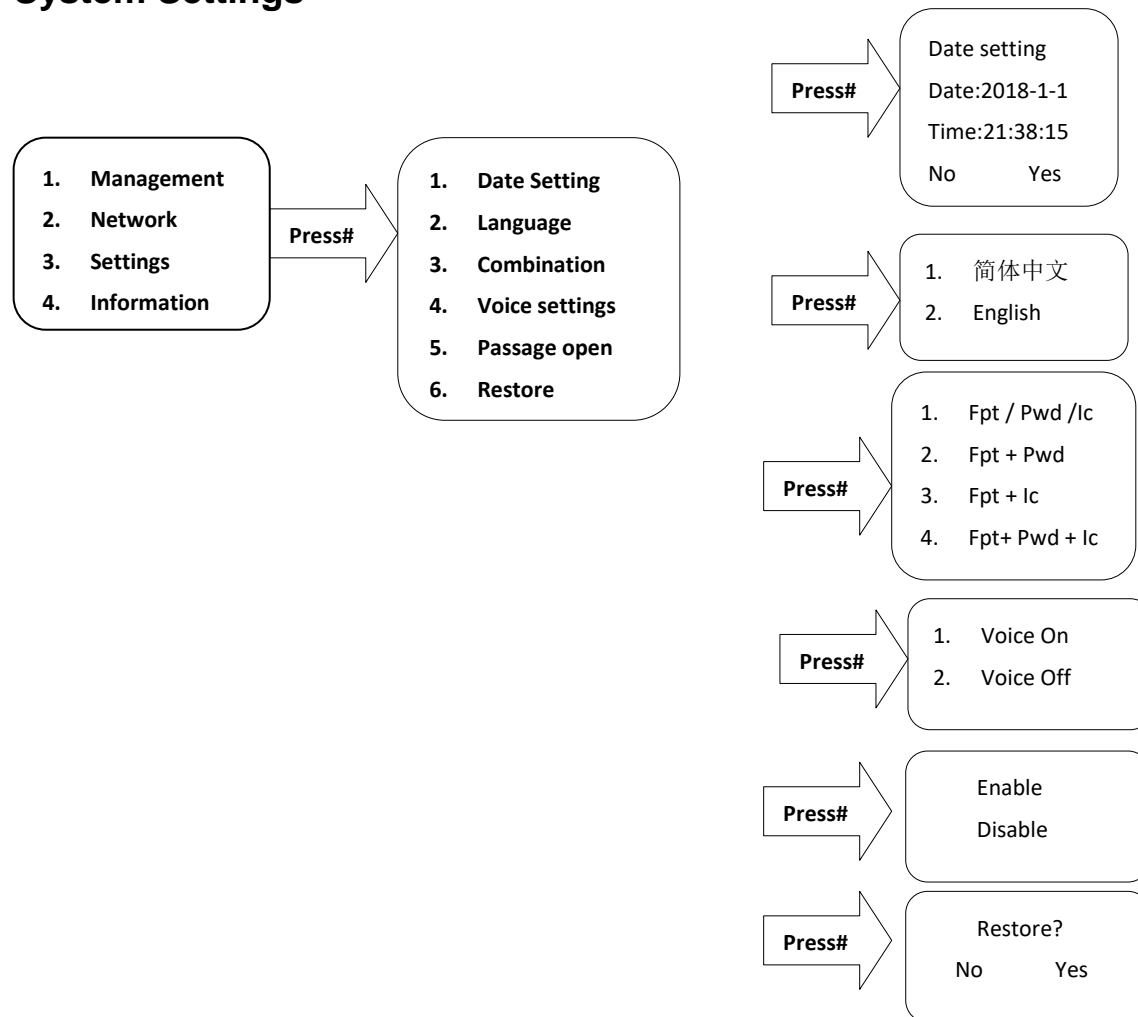 System Settings
1. Management
2. Network
3. Settings
4. Information
Press#
1. Date Setting
2. Language
3. Combination
4. Voice settings
5. Passage open
6. Restore
Press#
Date setting
Date:2018-1-1
Time:21:38:15
No Yes
Press#
1. 简体中文
2. English
Press#
1. Fpt / Pwd /Ic
2. Fpt + Pwd
3. Fpt + Ic
4. Fpt+ Pwd + Ic
Press#
1. Voice On
2. Voice Off
Press#
Enable
Disable
Press#
Restore?
No Yes